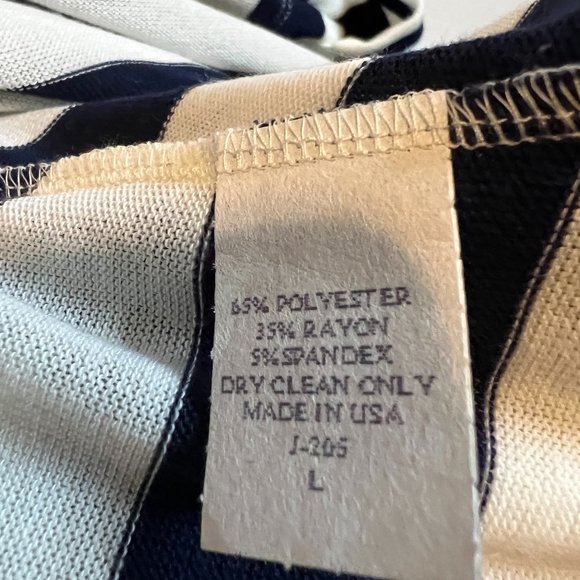 65% POLYESTER
35% RAYON
5% SPANDEX
DRY CLEAN ONLY
MADE IN USA
J-205
L